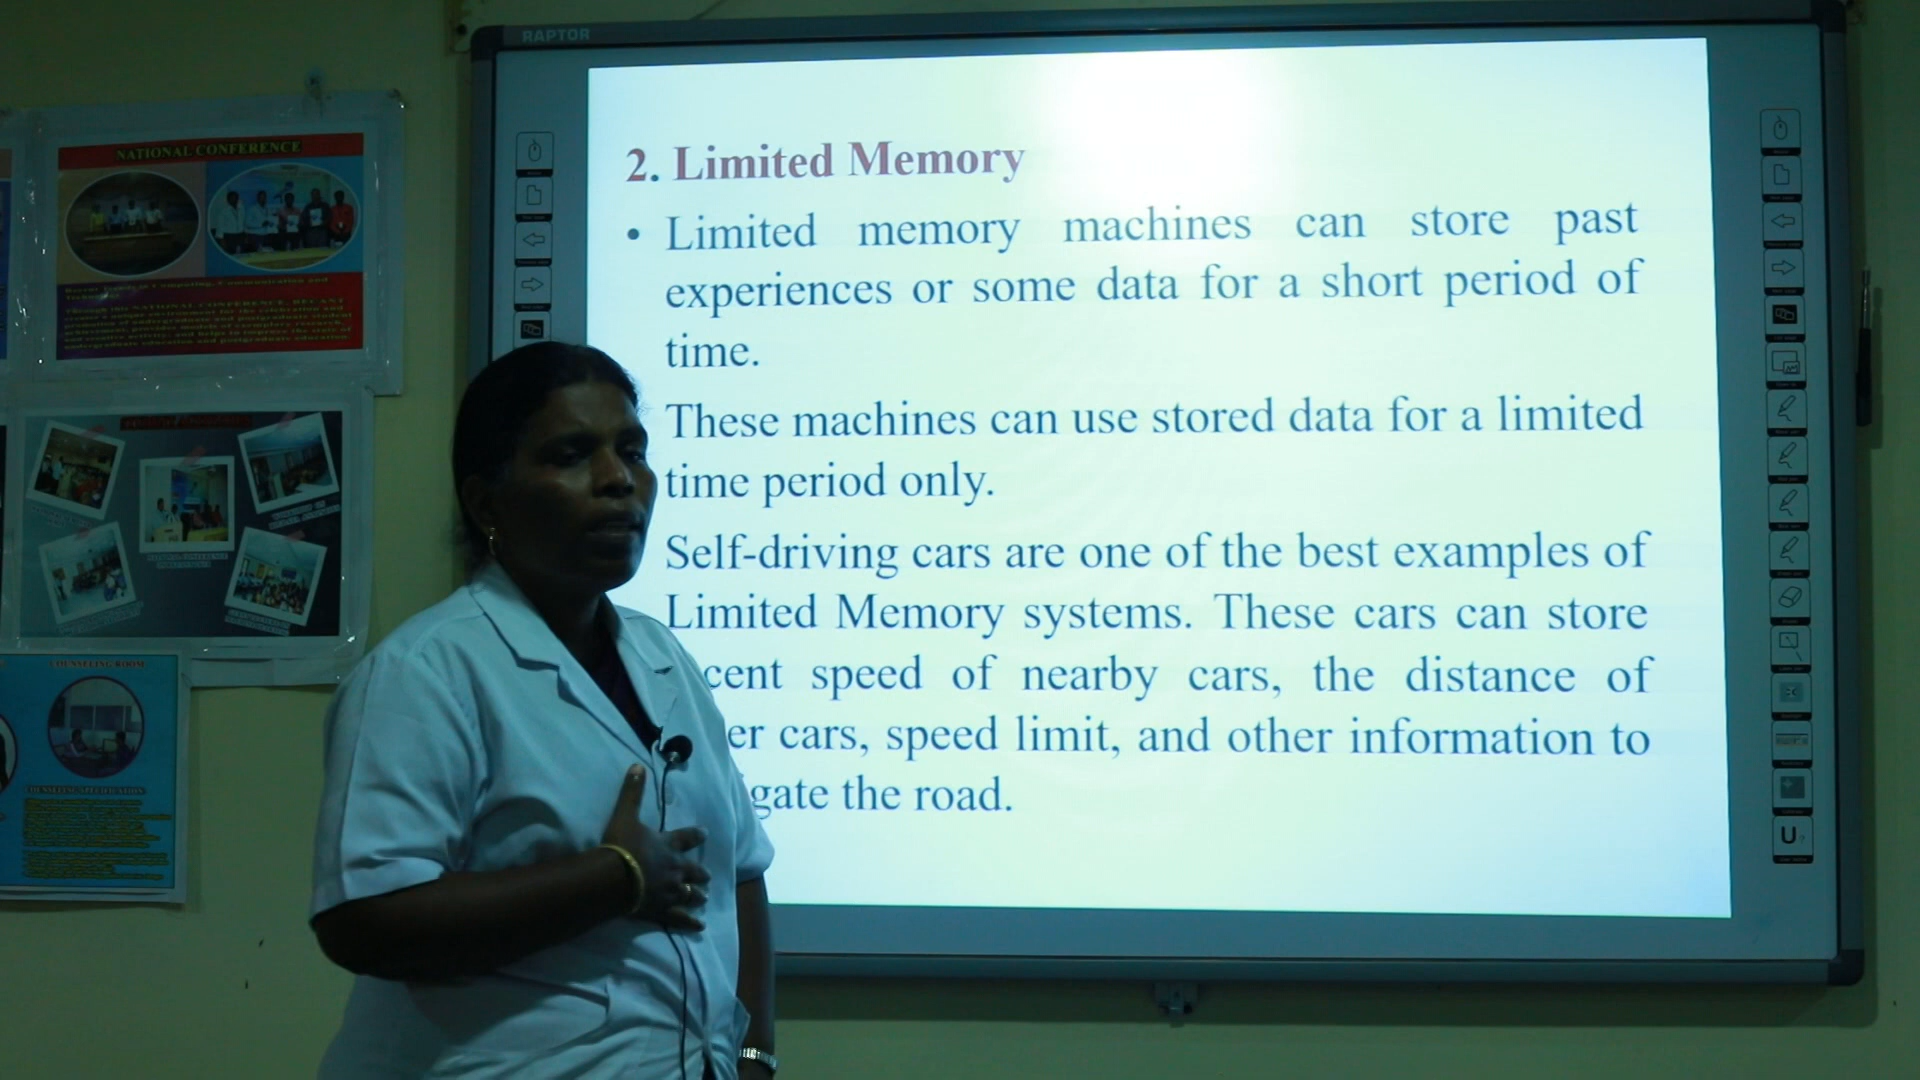 RAPTOR
NATIONAL CONFERENCE
2. Limited Memory
• Limited memory machines can store past
experiences or some data for a short period of
time.
These machines can use stored data for a limited
time period only.
Self-driving cars are one of the best examples of
Limited Memory systems. These cars can store
cent speed of nearby cars, the distance of
er cars, speed limit, and other information to
gate the road.
COUNSELING ROOM